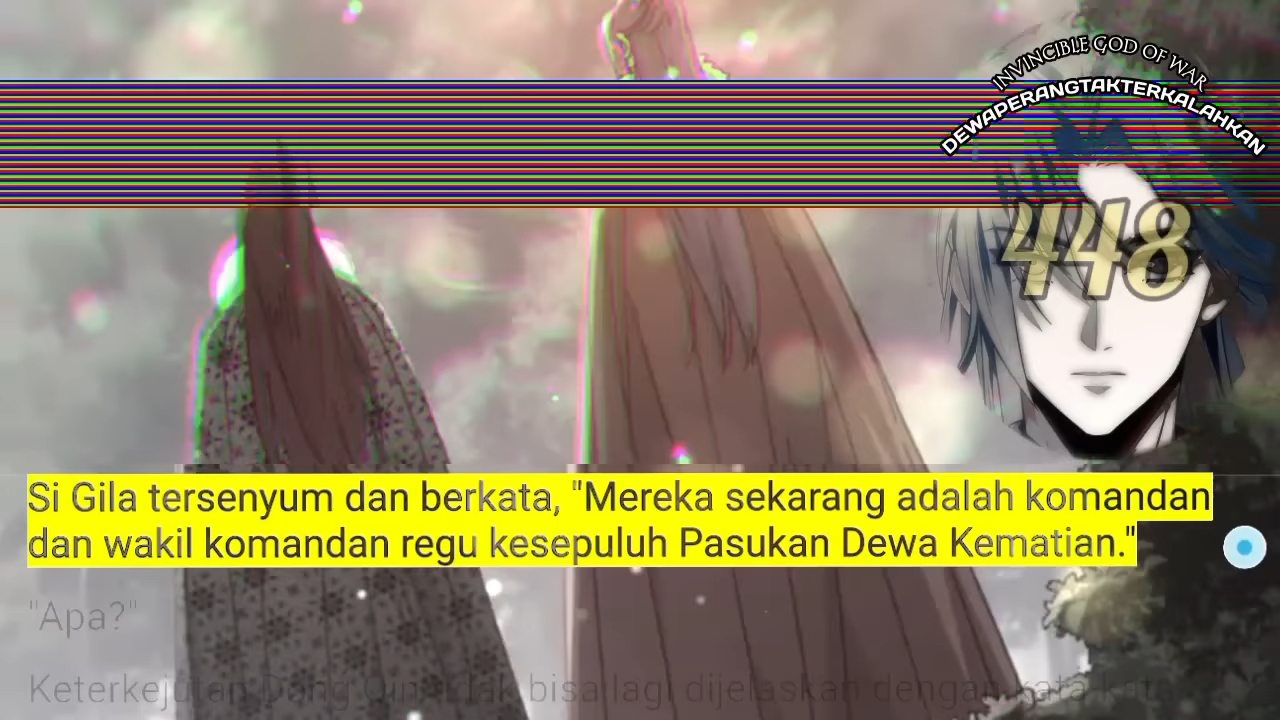 INVINCIBLE GOD OF WAR
DEWAPERANGTAKTERKALAHKAN
448
Si Gila tersenyum dan berkata, "Mereka sekarang adalah komandan
dan wakil komandan regu kesepuluh Pasukan Dewa Kematian."
"Apa?"
Keterkejutan Dong Qin tidak bisa lagi dijelaskan dengan kata-kata